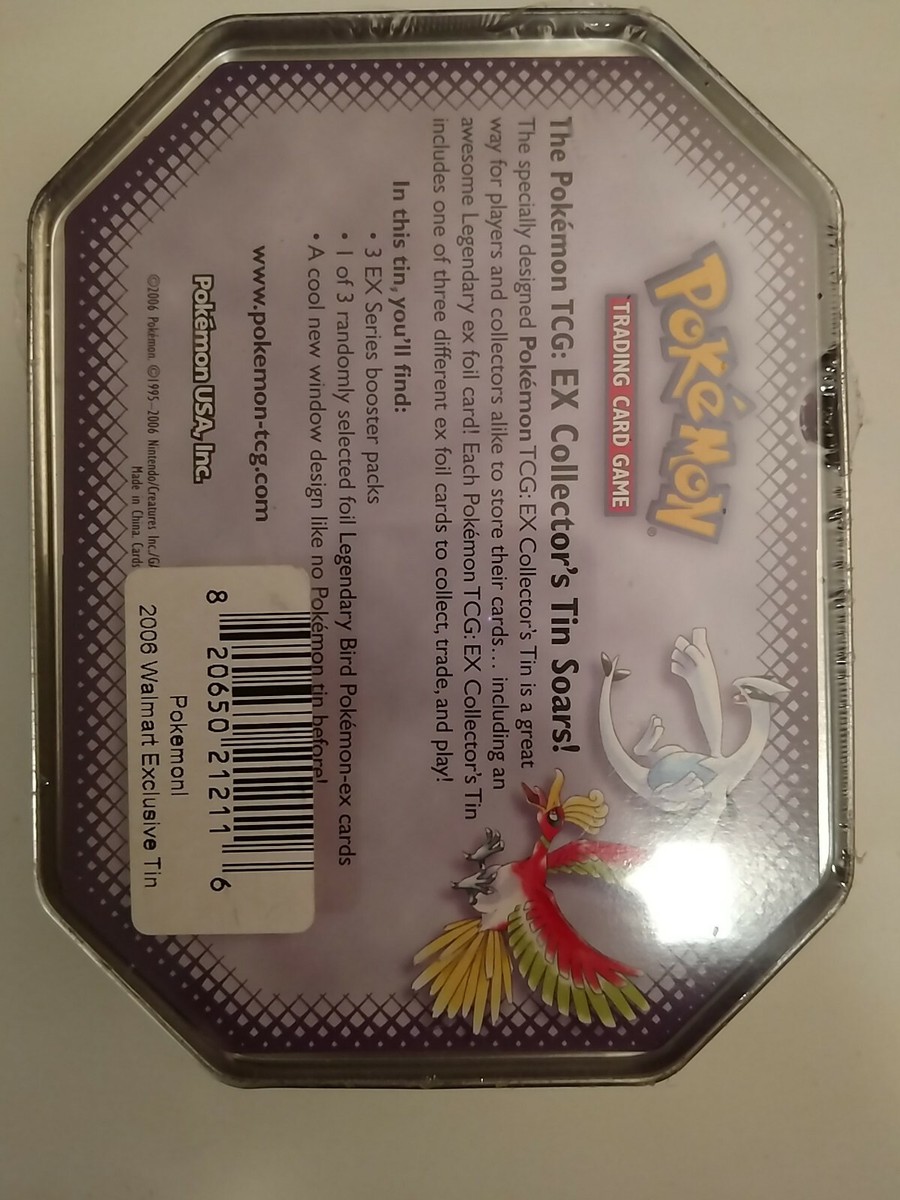 POKéMON®
TRADING CARD GAME
The Pokémon TCG: EX Collector's Tin Soars!
The specially designed Pokémon TCG: EX Collector's Tin is a great
way for players and collectors alike to store their cards... including an
awesome Legendary ex foil card! Each Pokémon TCG: EX Collector's Tin
includes one of three different ex foil cards to collect, trade, and play!
In this tin, you'll find:
• 3 EX Series booster packs
• 1 of 3 randomly selected foil Legendary Bird Pokémon-ex cards
• A cool new window design like no Pokémon tin before!
www.pokemon-tcg.com
Pokémon USA, Inc.
©2006 Pokémon. ©1995–2006 Nintendo/Creatures Inc./
Made in China. Cards
8 20650 21211 6
Pokemonl
2006 Walmart Exclusive Tin